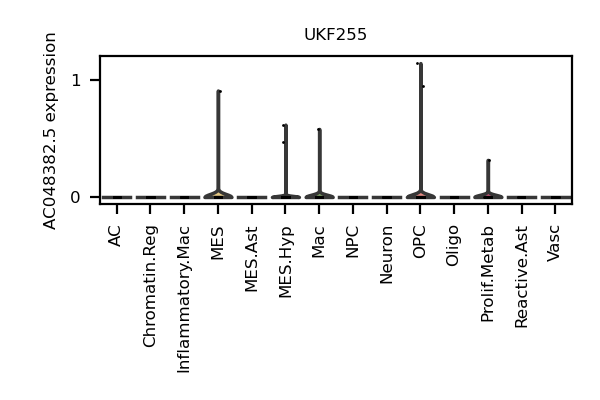 UKF255
AC048382.5 expression
1
0
AC
Chromatin.Reg
Inflammatory.Mac
MES
MES.Ast
MES.Hyp
Mac
NPC
Neuron
OPC
Oligo
Prolif.Metab
Reactive.Ast
Vasc